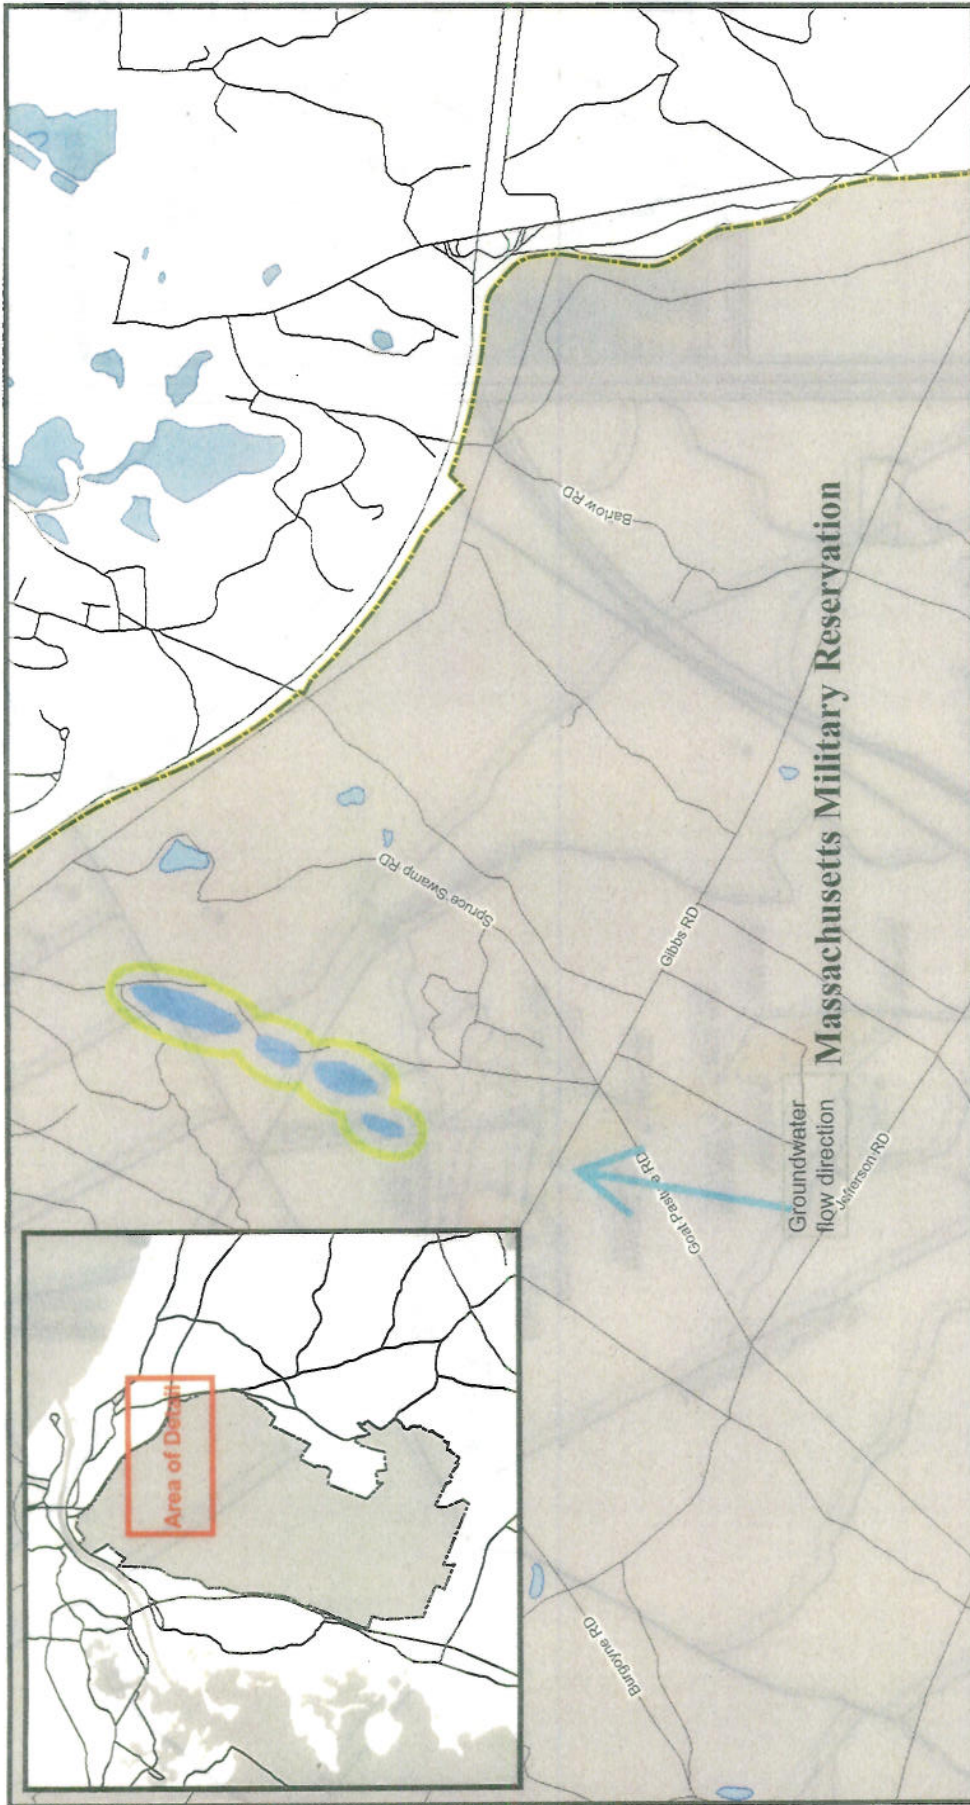 Area of Detail
Barlow RD
Spruce Swamp RD
Gibbs RD
Goat Pasture RD
Jefferson RD
Burgoyne RD
Groundwater
flow direction
Massachusetts Military Reservation